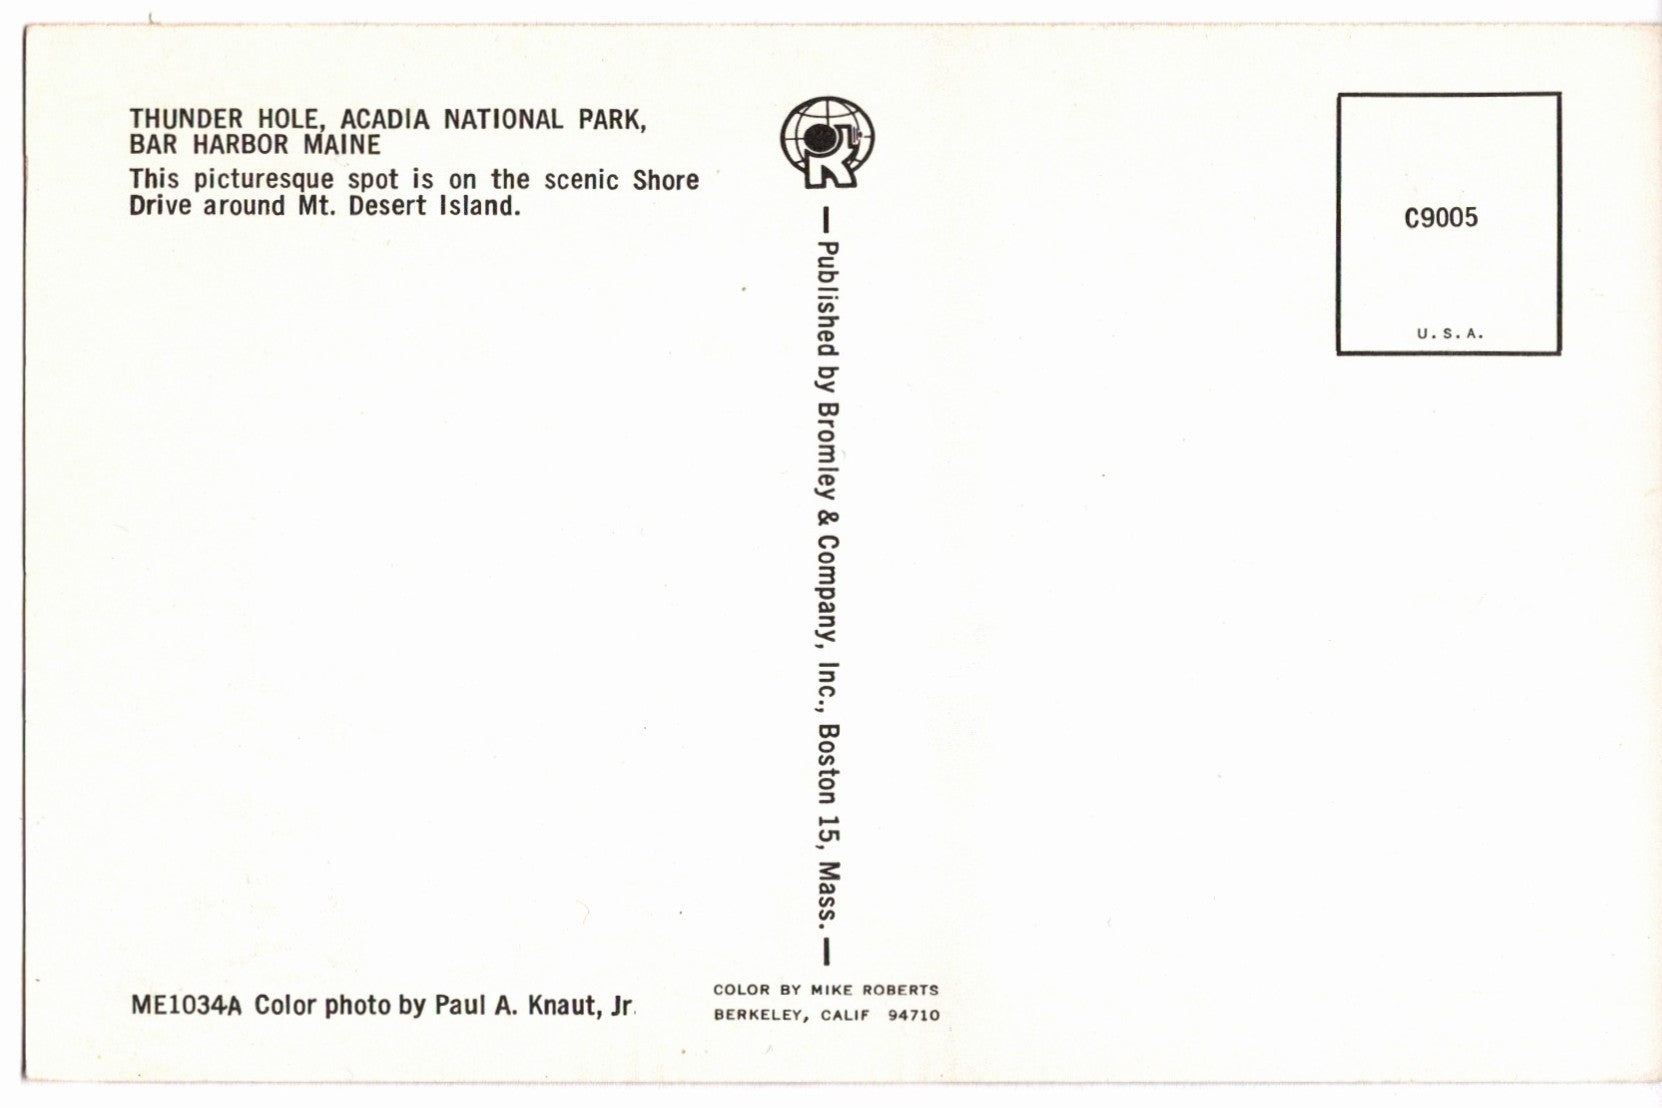 THUNDER HOLE, ACADIA NATIONAL PARK,
BAR HARBOR MAINE
This picturesque spot is on the scenic Shore
Drive around Mt. Desert Island.
ME1034A Color photo by Paul A. Knaut, Jr.
R
— Published by Bromley & Company, Inc., Boston 15, Mass. —
COLOR BY MIKE ROBERTS
BERKELEY, CALIF 94710
C9005
U.S.A.